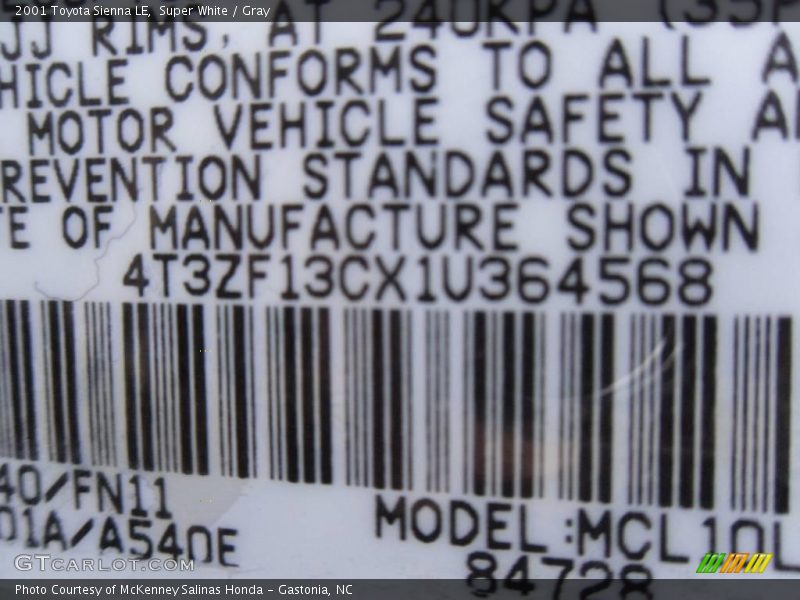 2001 Toyota Sienna LE, Super White / Gray
JJ RIMS, AT 240KPA (35P
HICLE CONFORMS TO ALL A
MOTOR VEHICLE SAFETY A
REVENTION STANDARDS IN
TE OF MANUFACTURE SHOWN
4T3ZF13CX1U364568
40/FN11
01A/A540E
MODEL:MCL10L
84728
GTCARLOT.COM
Photo Courtesy of McKenney Salinas Honda - Gastonia, NC